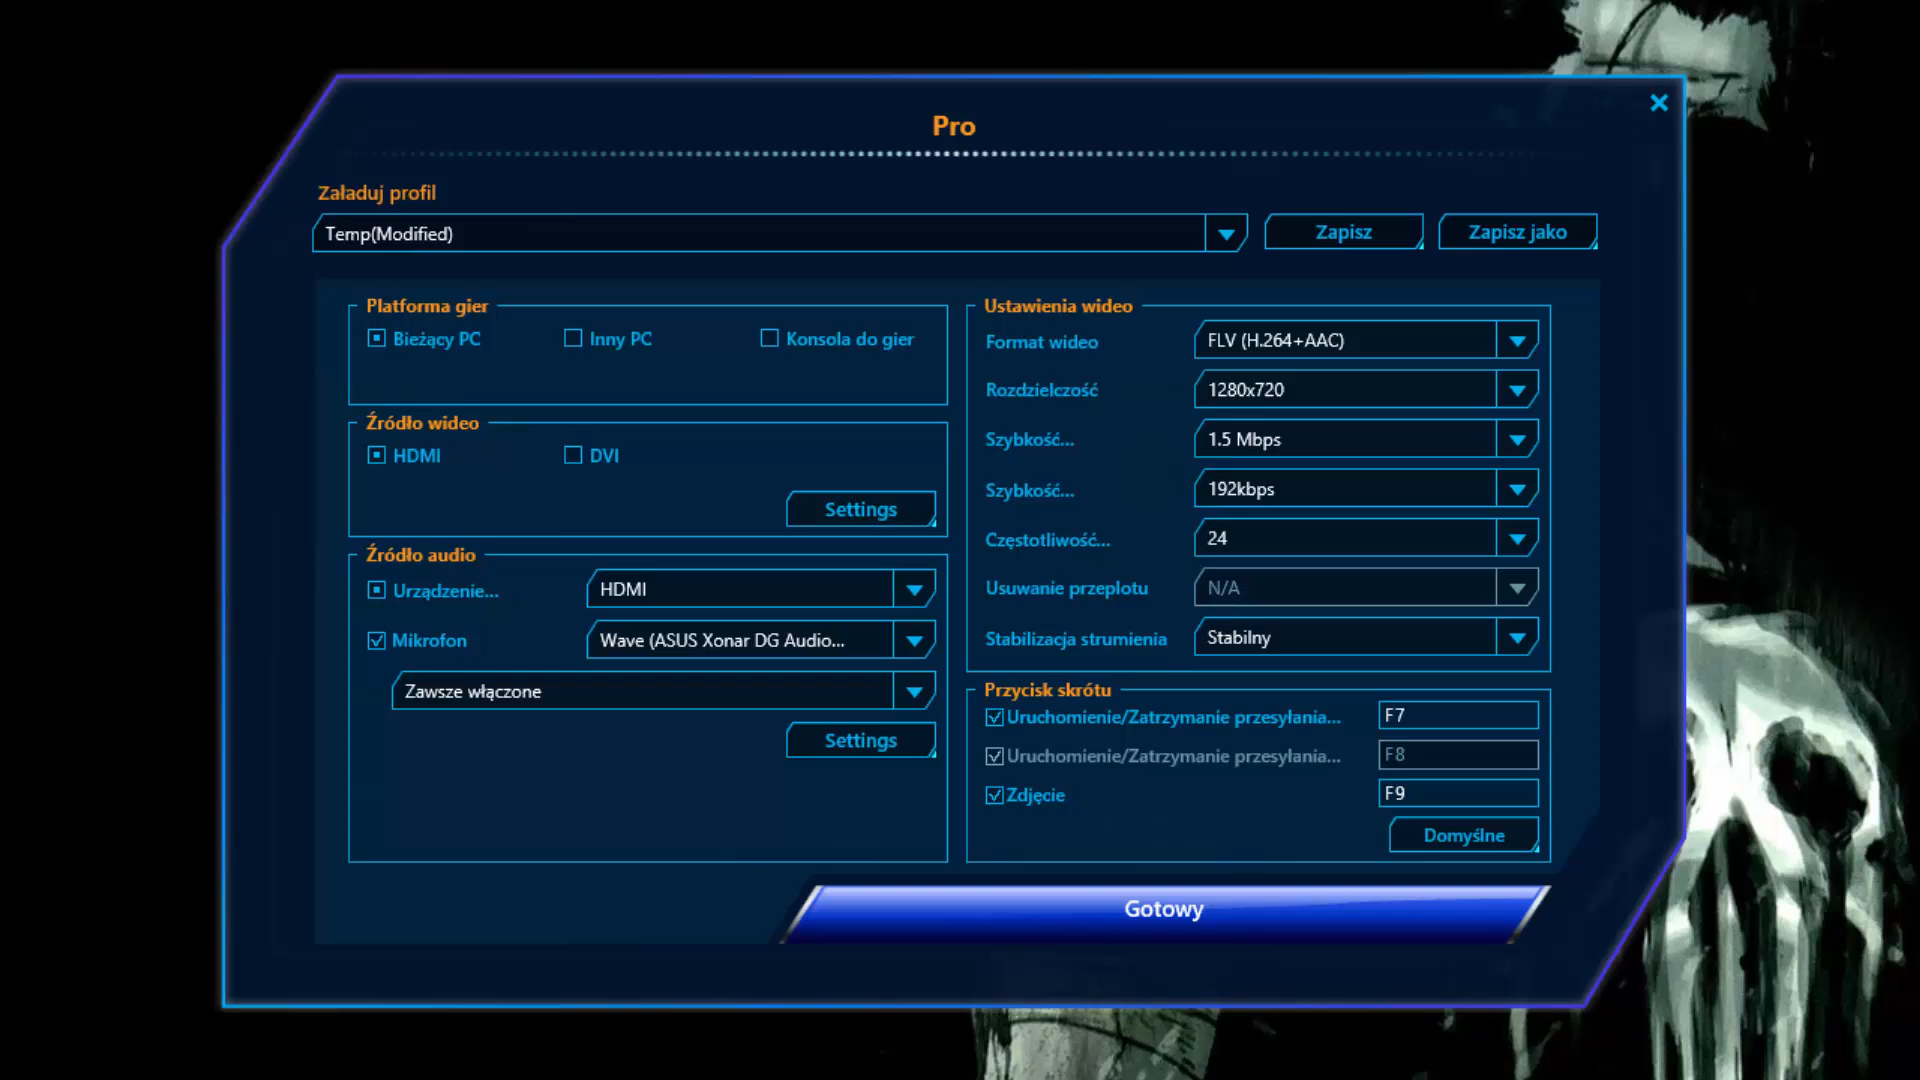 Pro
Załaduj profil
Temp(Modified)
Zapisz
Zapisz jako
Platforma gier
Bieżący PC
Inny PC
Konsola do gier
Źródło wideo
HDMI
DVI
Settings
Źródło audio
Urządzenie...
HDMI
Mikrofon
Wave (ASUS Xonar DG Audio...
Zawsze włączone
Settings
Ustawienia wideo
Format wideo
FLV (H.264+AAC)
Rozdzielczość
1280x720
Szybkość...
1.5 Mbps
Szybkość...
192kbps
Częstotliwość...
24
Usuwanie przeplotu
N/A
Stabilizacja strumienia
Stabilny
Przycisk skrótu
Uruchomienie/Zatrzymanie przesyłania...
F7
Uruchomienie/Zatrzymanie przesyłania...
F8
Zdjęcie
F9
Domyślne
Gotowy